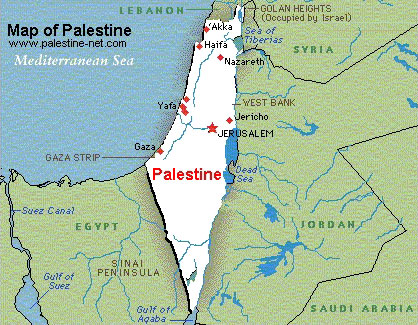 LEBANON
GOLAN HEIGHTS
(Occupied by Israel)
Map of Palestine
www.palestine-net.com
'Akka
Sea of
Tiberias
Haifa
SYRIA
Mediterranean Sea
Nazareth
Yafa
WEST BANK
Jericho
JERUSALEM
Gaza
GAZA STRIP
Palestine
Dead
Sea
Suez Canal
EGYPT
JORDAN
SINAI
PENINSULA
Gulf of
Suez
Gulf of
Aqaba
SAUDI ARABIA